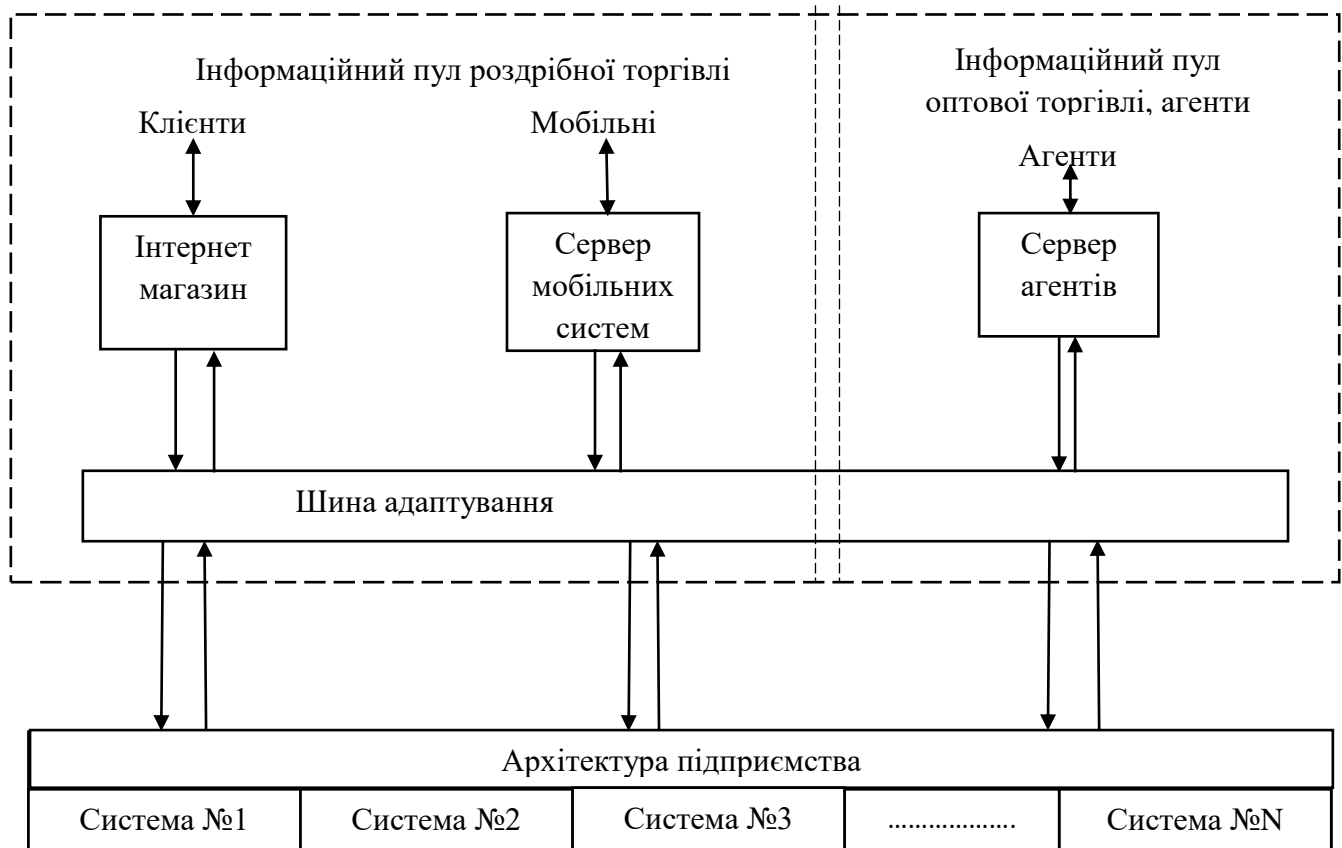 Інформаційний пул роздрібної торгівлі
Інформаційний пул
оптової торгівлі, агенти
Клієнти
Мобільні
Агенти
Інтернет
магазин
Сервер
мобільних
систем
Сервер
агентів
Шина адаптування
Архітектура підприємства
Система №1
Система №2
Система №3
...................
Система №N